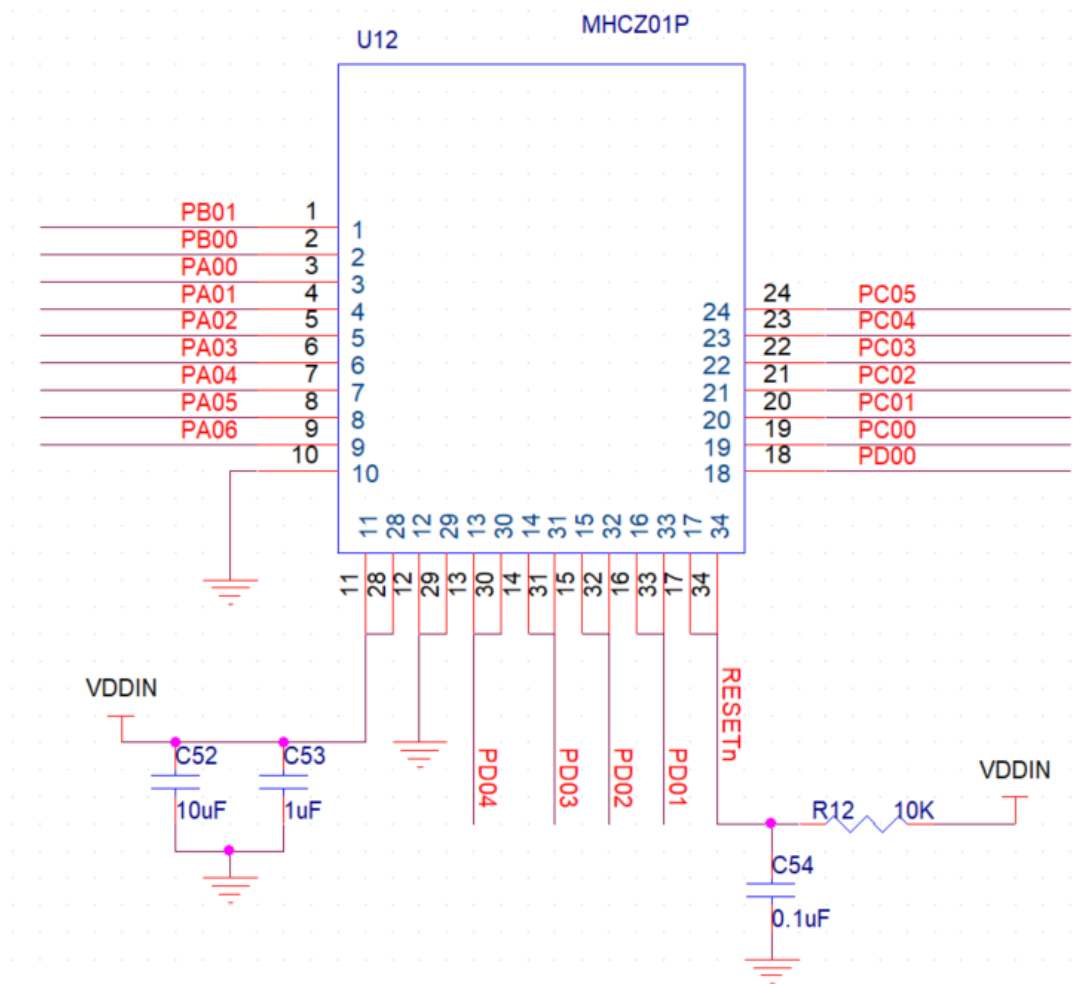 MHCZ01P
U12
PB01 1 1
PB00 2 2
PA00 3 3
PA01 4 4
PA02 5 5
PA03 6 6
PA04 7 7
PA05 8 8
PA06 9 9
10 10
24 24 PC05
23 23 PC04
22 22 PC03
21 21 PC02
20 20 PC01
19 19 PC00
18 18 PD00
11 28 12 29 13 30 14 31 15 32 16 33 17 34
11 28 12 29 13 30 14 31 15 32 16 33 17 34
RESETn
VDDIN
C52
10uF
C53
1uF
PD04
PD03
PD02
PD01
VDDIN
R12 10K
C54
0.1uF